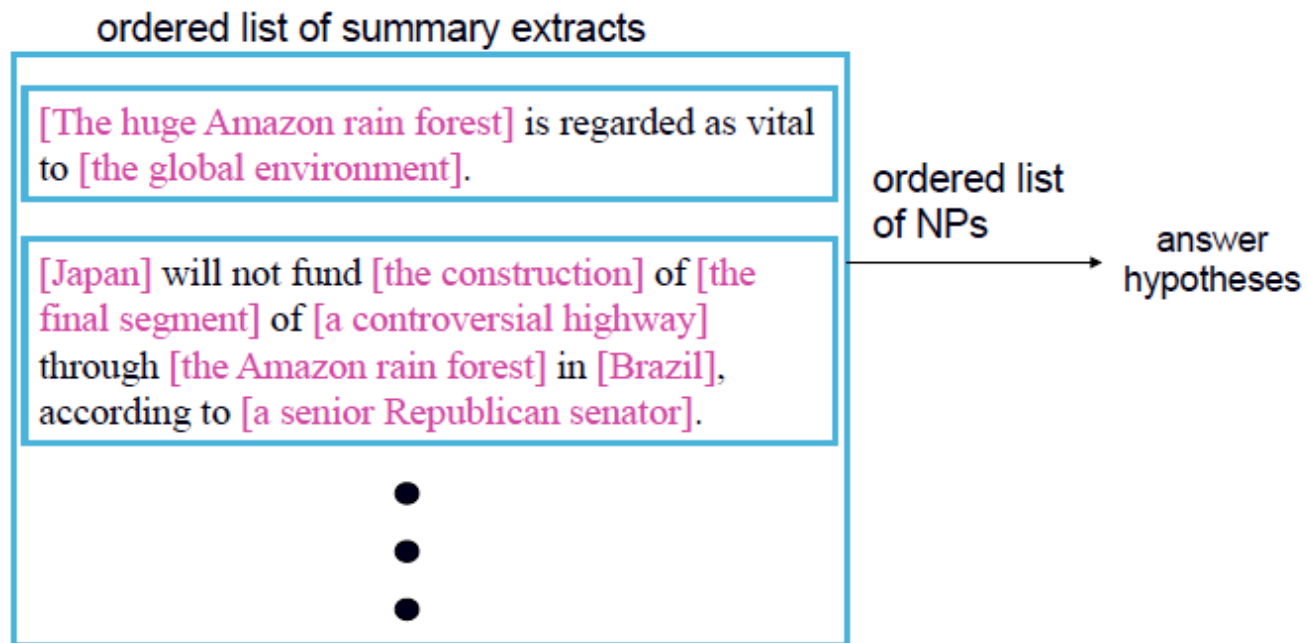 ordered list of summary extracts
[The huge Amazon rain forest] is regarded as vital
to [the global environment].
[Japan] will not fund [the construction] of [the
final segment] of [a controversial highway]
through [the Amazon rain forest] in [Brazil],
according to [a senior Republican senator].
ordered list
of NPs
answer
hypotheses